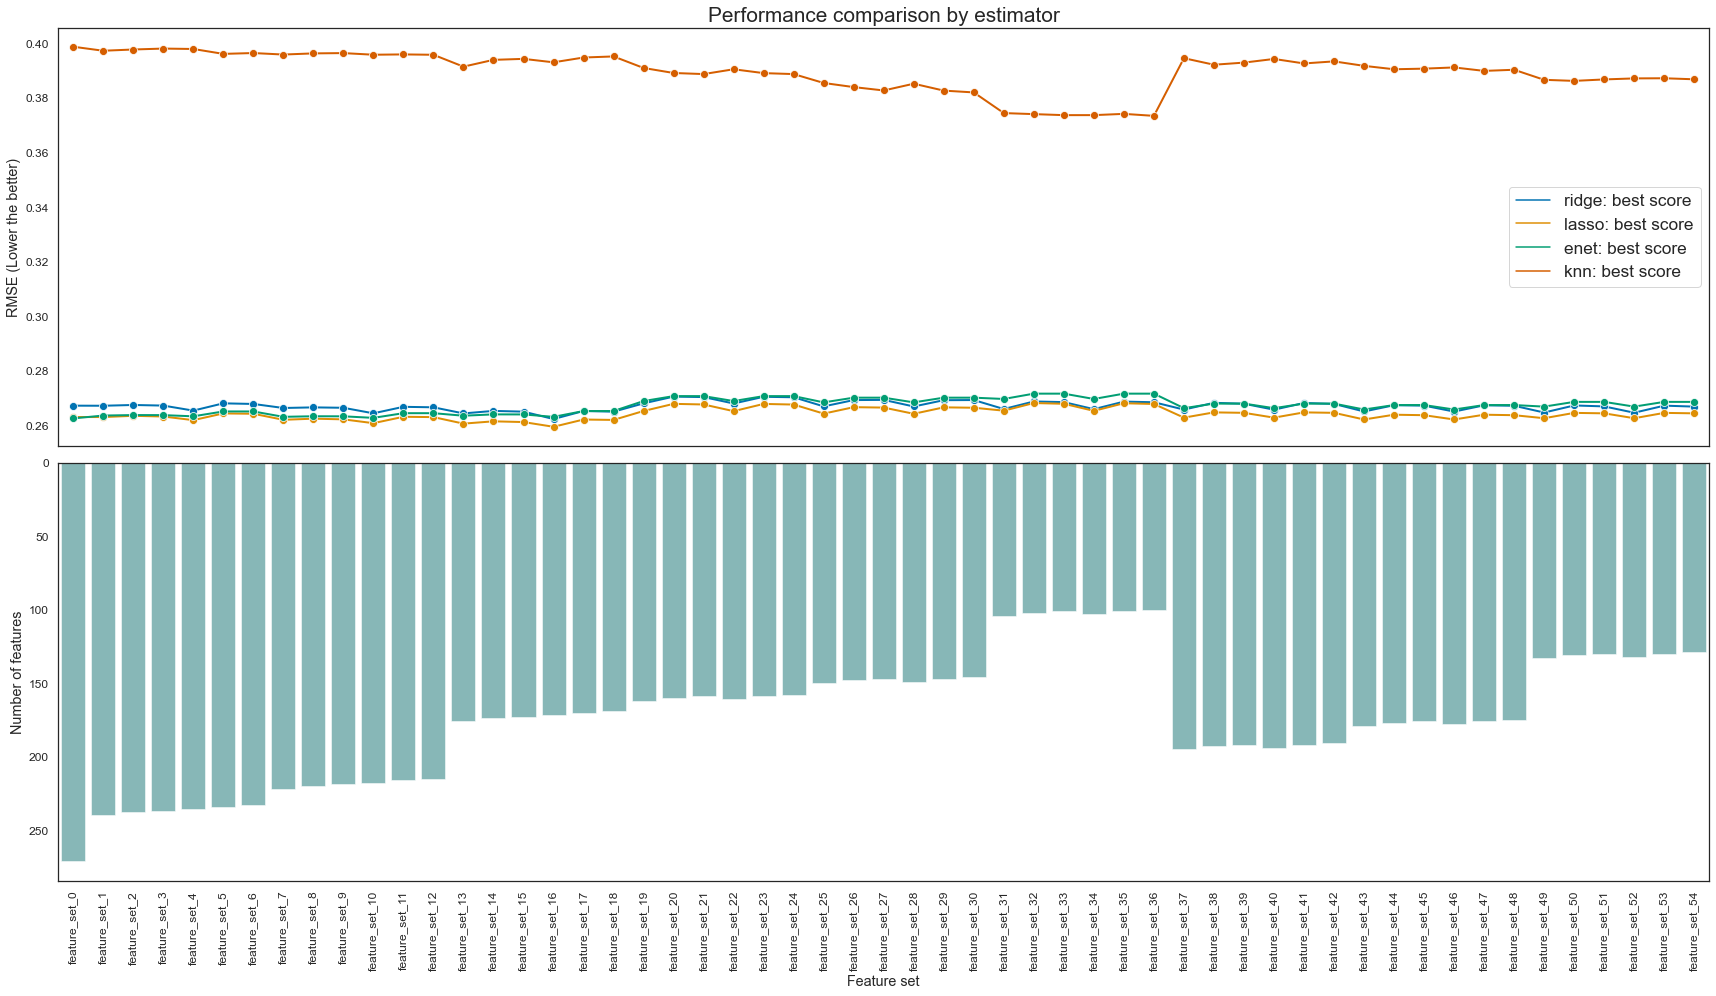 Performance comparison by estimator
RMSE (Lower the better)
0.40
0.38
0.36
0.34
0.32
0.30
0.28
0.26
ridge: best score
lasso: best score
enet: best score
knn: best score
Number of features
0
50
100
150
200
250
feature_set_0
feature_set_1
feature_set_2
feature_set_3
feature_set_4
feature_set_5
feature_set_6
feature_set_7
feature_set_8
feature_set_9
feature_set_10
feature_set_11
feature_set_12
feature_set_13
feature_set_14
feature_set_15
feature_set_16
feature_set_17
feature_set_18
feature_set_19
feature_set_20
feature_set_21
feature_set_22
feature_set_23
feature_set_24
feature_set_25
feature_set_26
feature_set_27
feature_set_28
feature_set_29
feature_set_30
feature_set_31
feature_set_32
feature_set_33
feature_set_34
feature_set_35
feature_set_36
feature_set_37
feature_set_38
feature_set_39
feature_set_40
feature_set_41
feature_set_42
feature_set_43
feature_set_44
feature_set_45
feature_set_46
feature_set_47
feature_set_48
feature_set_49
feature_set_50
feature_set_51
feature_set_52
feature_set_53
feature_set_54
Feature set